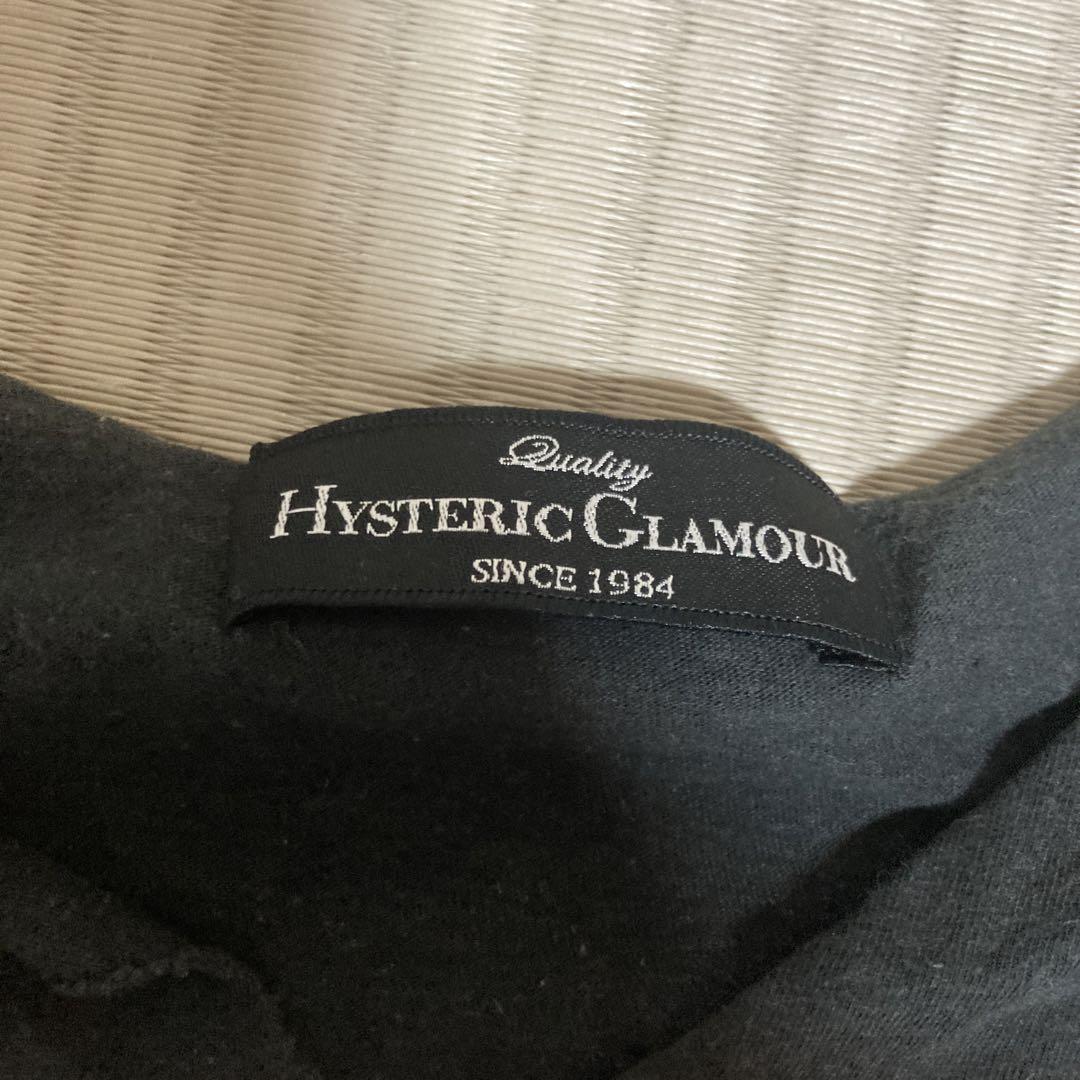 Quality
HYSTERIC GLAMOUR
SINCE 1984